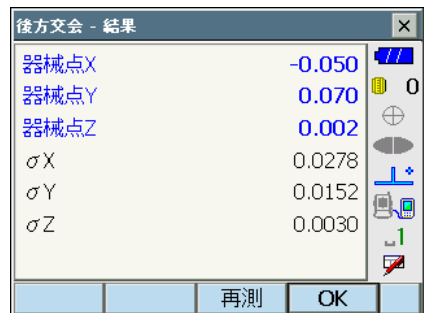 後方交会 - 結果
器械点X -0.050
器械点Y 0.070
器械点Z 0.002
σX 0.0278
σY 0.0152
σZ 0.0030
0
1
再測 OK